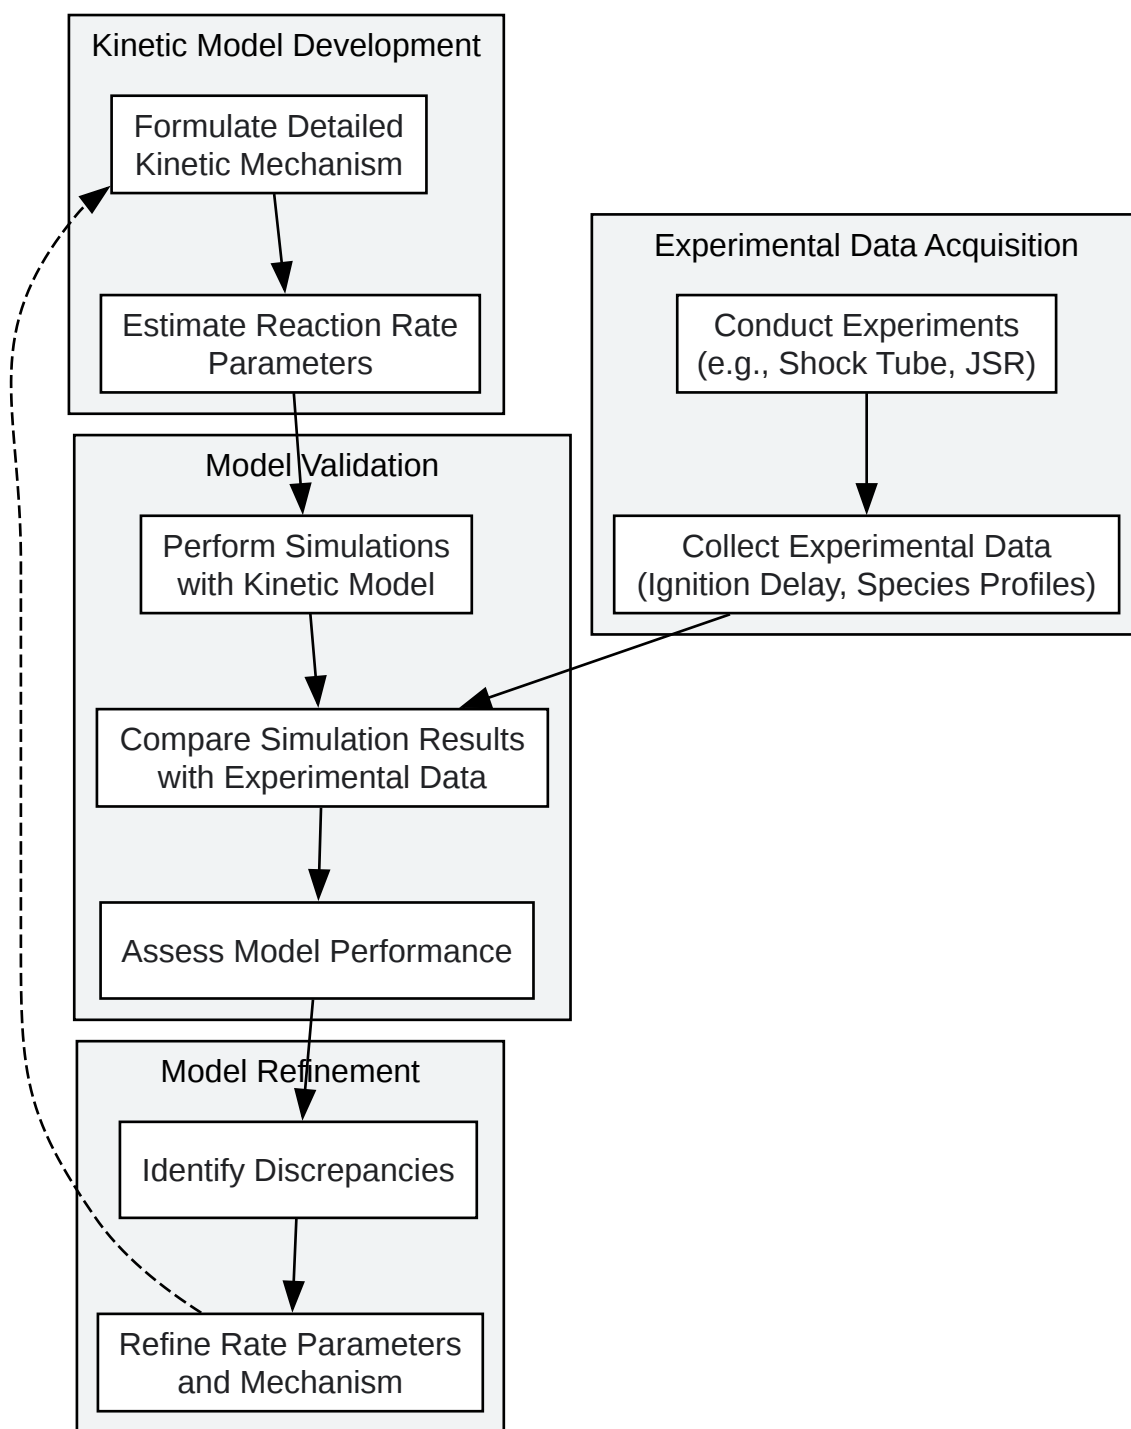 Kinetic Model Development
Formulate Detailed
Kinetic Mechanism
Estimate Reaction Rate
Parameters
Experimental Data Acquisition
Conduct Experiments
(e.g., Shock Tube, JSR)
Collect Experimental Data
(Ignition Delay, Species Profiles)
Model Validation
Perform Simulations
with Kinetic Model
Compare Simulation Results
with Experimental Data
Assess Model Performance
Model Refinement
Identify Discrepancies
Refine Rate Parameters
and Mechanism